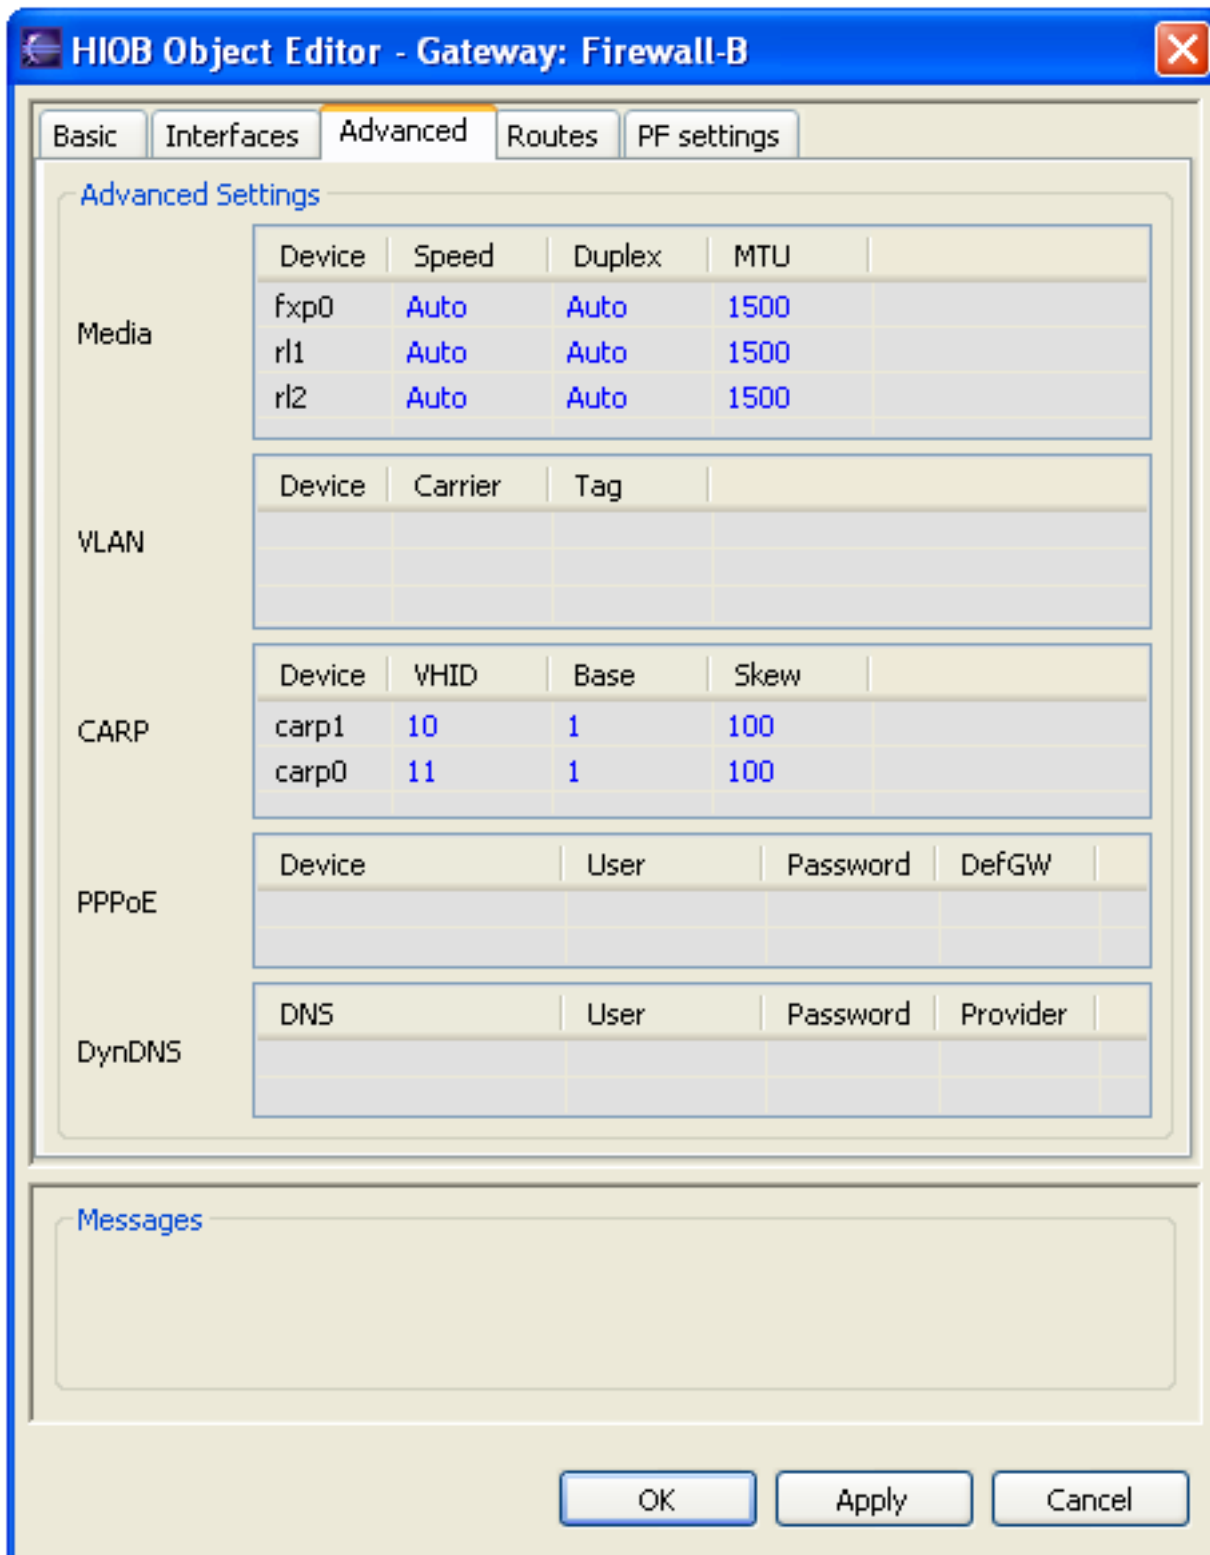 HIOB Object Editor - Gateway: Firewall-B
Basic Interfaces Advanced Routes PF settings
Advanced Settings
Media
Device Speed Duplex MTU
fxp0 Auto Auto 1500
rl1 Auto Auto 1500
rl2 Auto Auto 1500
VLAN
Device Carrier Tag
CARP
Device VHID Base Skew
carp1 10 1 100
carp0 11 1 100
PPPoE
Device User Password DefGW
DynDNS
DNS User Password Provider
Messages
OK Apply Cancel